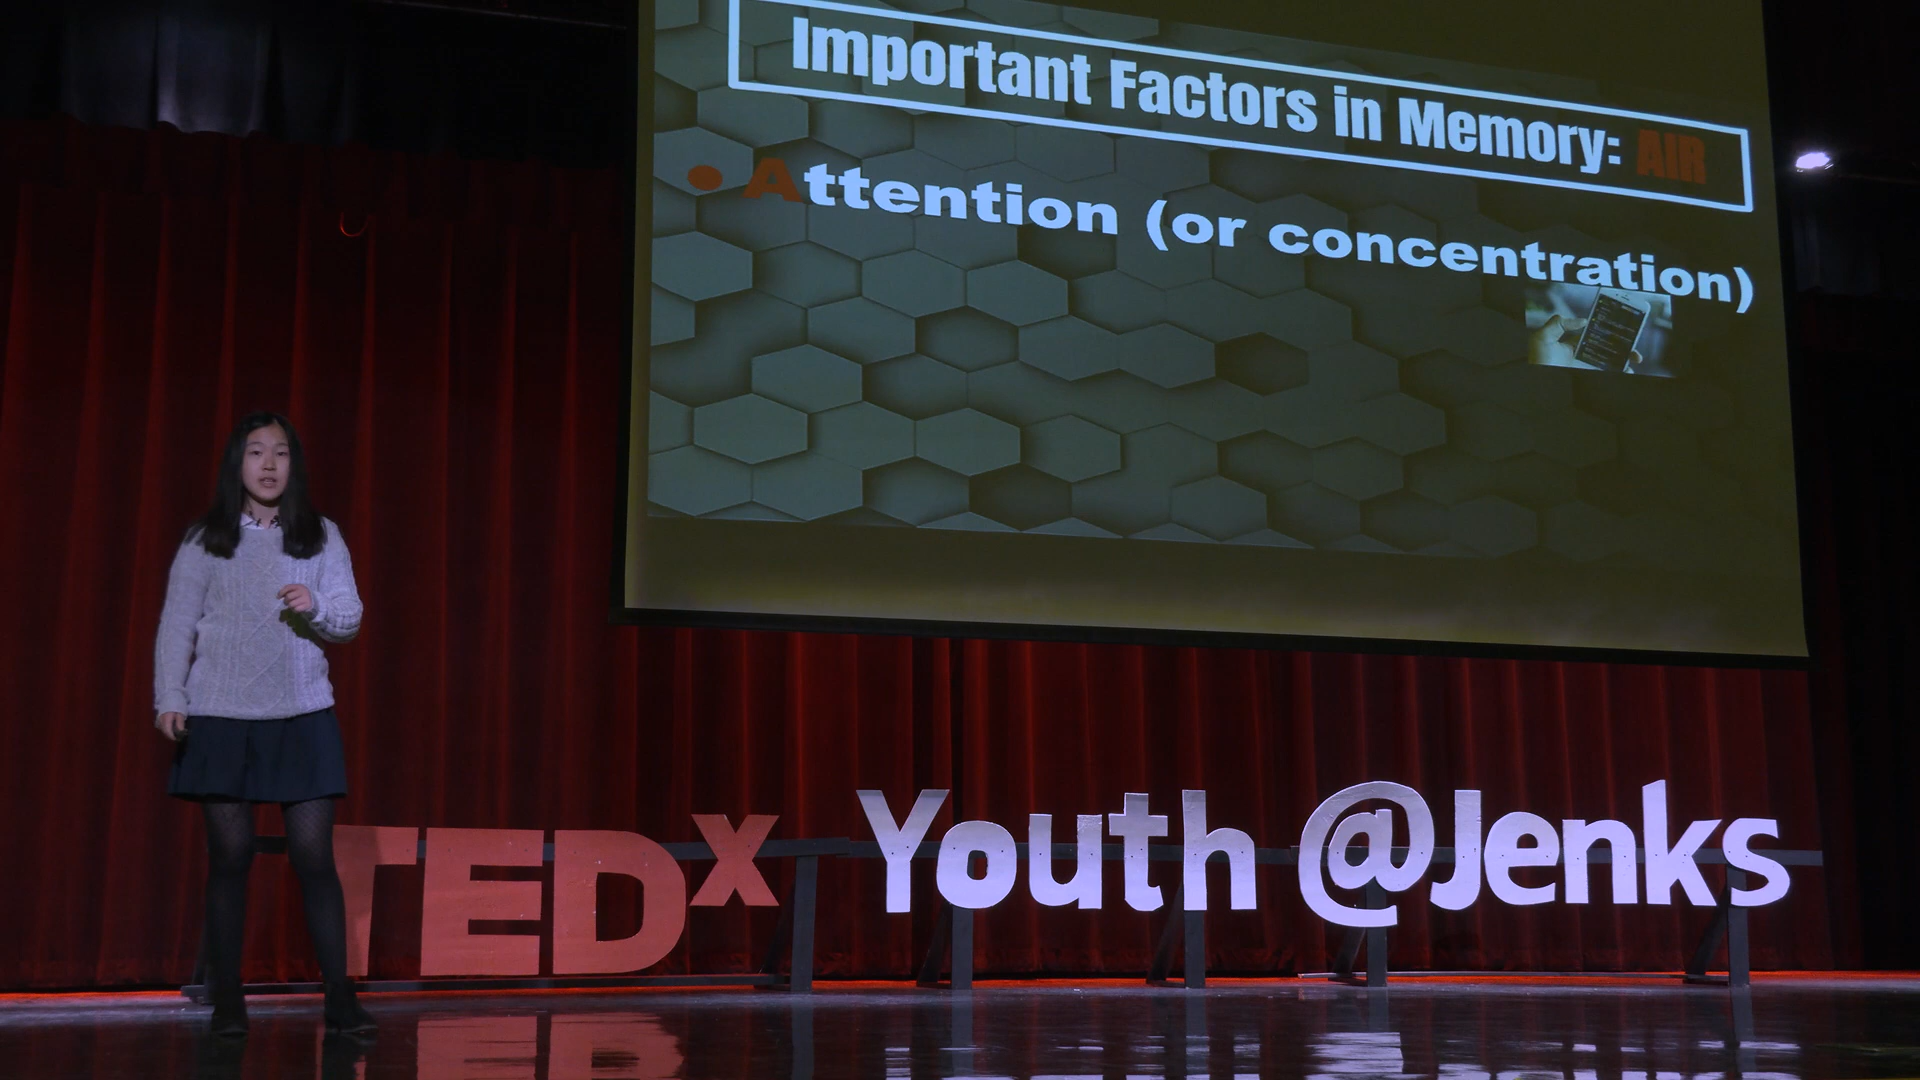 Important Factors in Memory: AIR
• Attention (or concentration)
TEDx Youth @Jenks